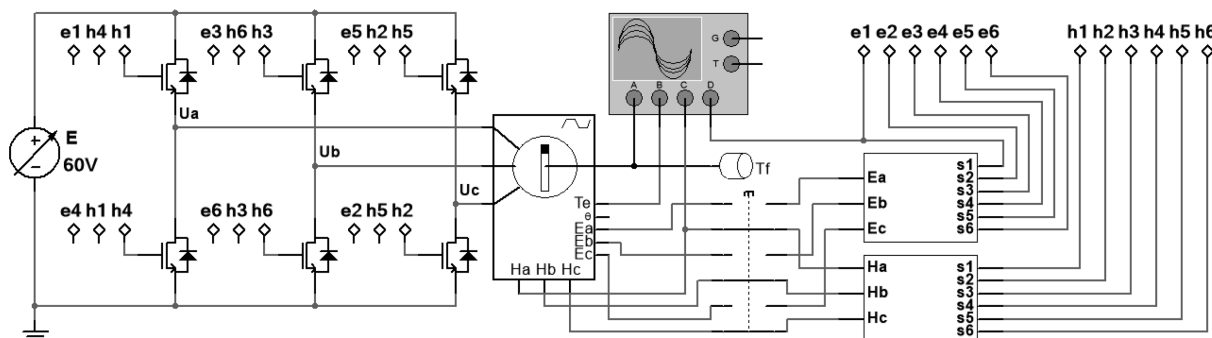 e1 h4 h1
e3 h6 h3
e5 h2 h5
G
T
A B C D
e1 e2 e3 e4 e5 e6
h1 h2 h3 h4 h5 h6
+
E
60V
−
Ua
Ub
Uc
Tf
e4 h1 h4
e6 h3 h6
e2 h5 h2
Te
θ
Ea
Eb
Ec
Ha Hb Hc
Ea
Eb
Ec
s1
s2
s3
s4
s5
s6
Ha
Hb
Hc
s1
s2
s3
s4
s5
s6